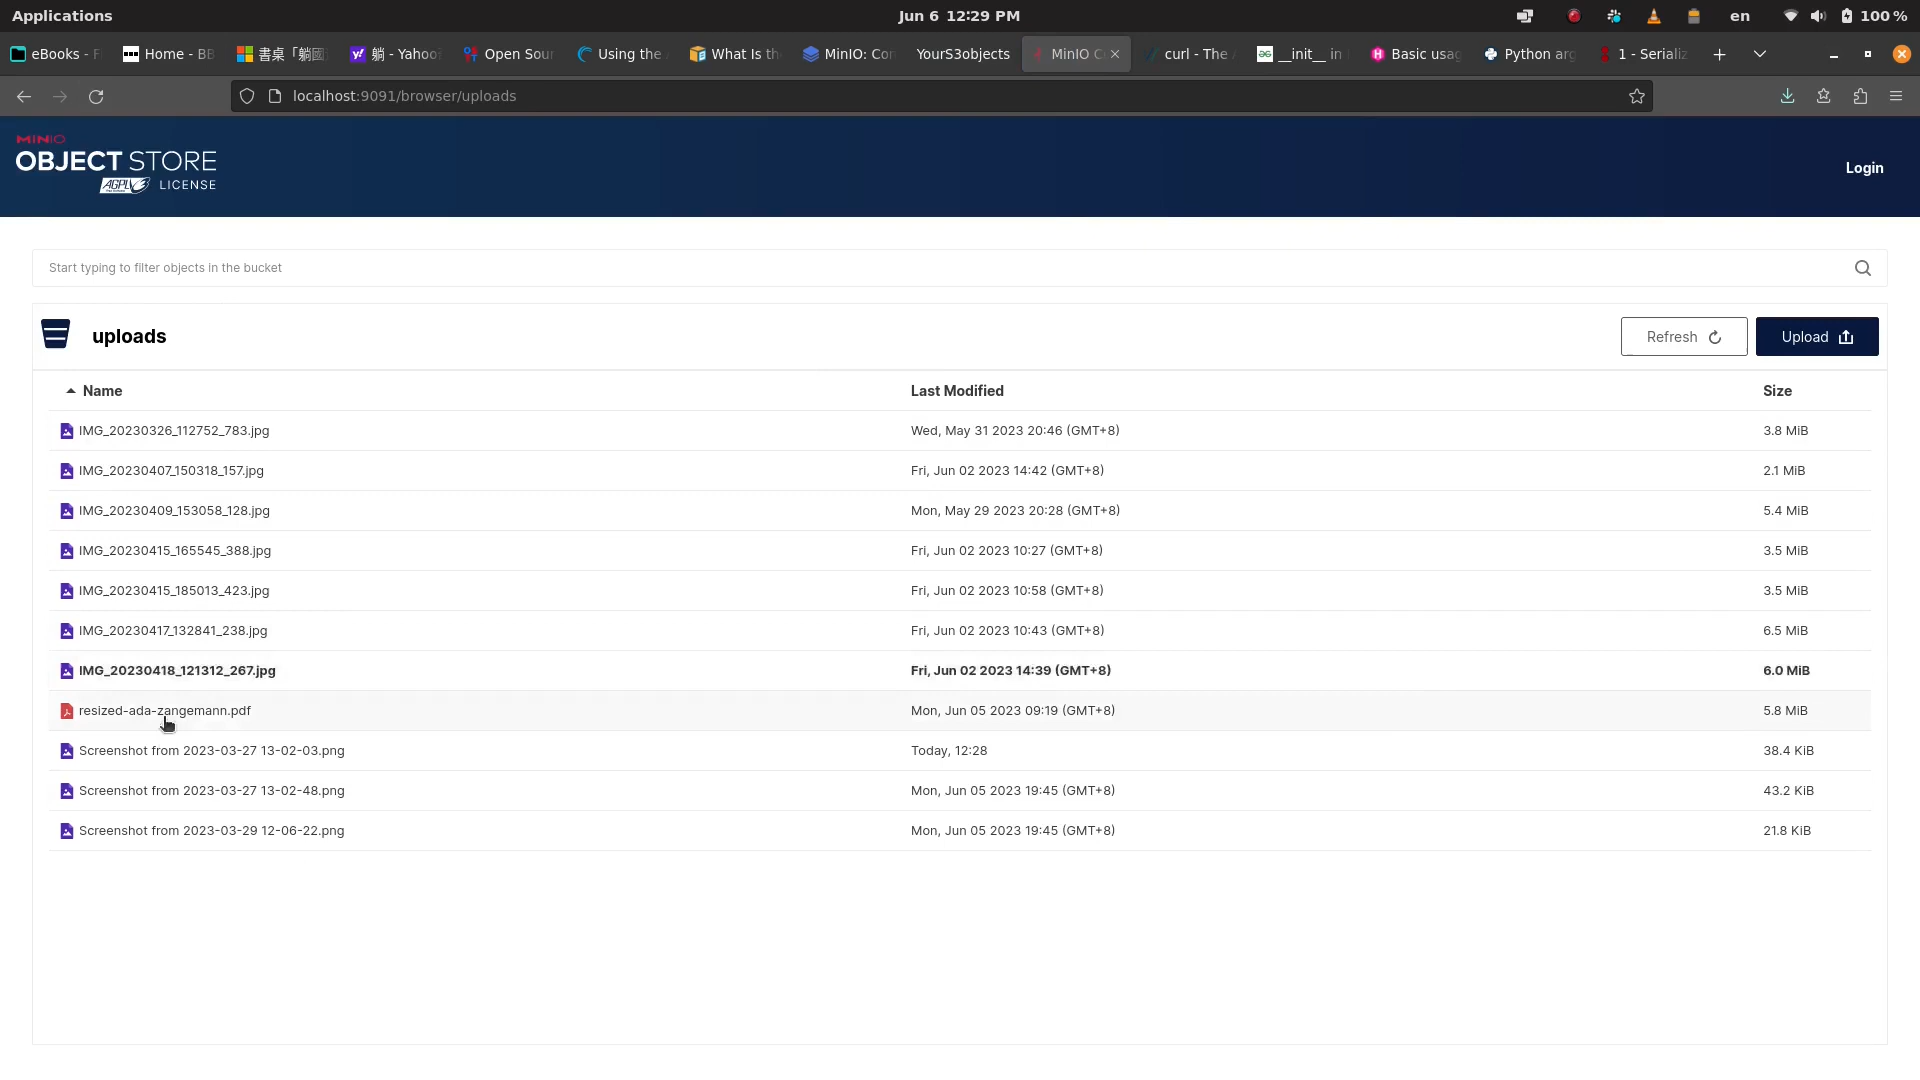 Applications
Jun 6 12:29 PM
en
100 %
eBooks - F
Home - BB
書桌「躺
躺 - Yahoo
Open Sour
Using the
What Is th
MinIO: Co
YourS3objects
MinIO C
curl - The
__init__ in
Basic usag
Python arg
1 - Serializ
localhost:9091/browser/uploads
MINIO
OBJECT STORE
AGPL LICENSE
Login
Start typing to filter objects in the bucket
uploads
Refresh
Upload
Name Last Modified Size
IMG_20230326_112752_783.jpg Wed, May 31 2023 20:46 (GMT+8) 3.8 MiB
IMG_20230407_150318_157.jpg Fri, Jun 02 2023 14:42 (GMT+8) 2.1 MiB
IMG_20230409_153058_128.jpg Mon, May 29 2023 20:28 (GMT+8) 5.4 MiB
IMG_20230415_165545_388.jpg Fri, Jun 02 2023 10:27 (GMT+8) 3.5 MiB
IMG_20230415_185013_423.jpg Fri, Jun 02 2023 10:58 (GMT+8) 3.5 MiB
IMG_20230417_132841_238.jpg Fri, Jun 02 2023 10:43 (GMT+8) 6.5 MiB
IMG_20230418_121312_267.jpg Fri, Jun 02 2023 14:39 (GMT+8) 6.0 MiB
resized-ada-zangemann.pdf Mon, Jun 05 2023 09:19 (GMT+8) 5.8 MiB
Screenshot from 2023-03-27 13-02-03.png Today, 12:28 38.4 KiB
Screenshot from 2023-03-27 13-02-48.png Mon, Jun 05 2023 19:45 (GMT+8) 43.2 KiB
Screenshot from 2023-03-29 12-06-22.png Mon, Jun 05 2023 19:45 (GMT+8) 21.8 KiB